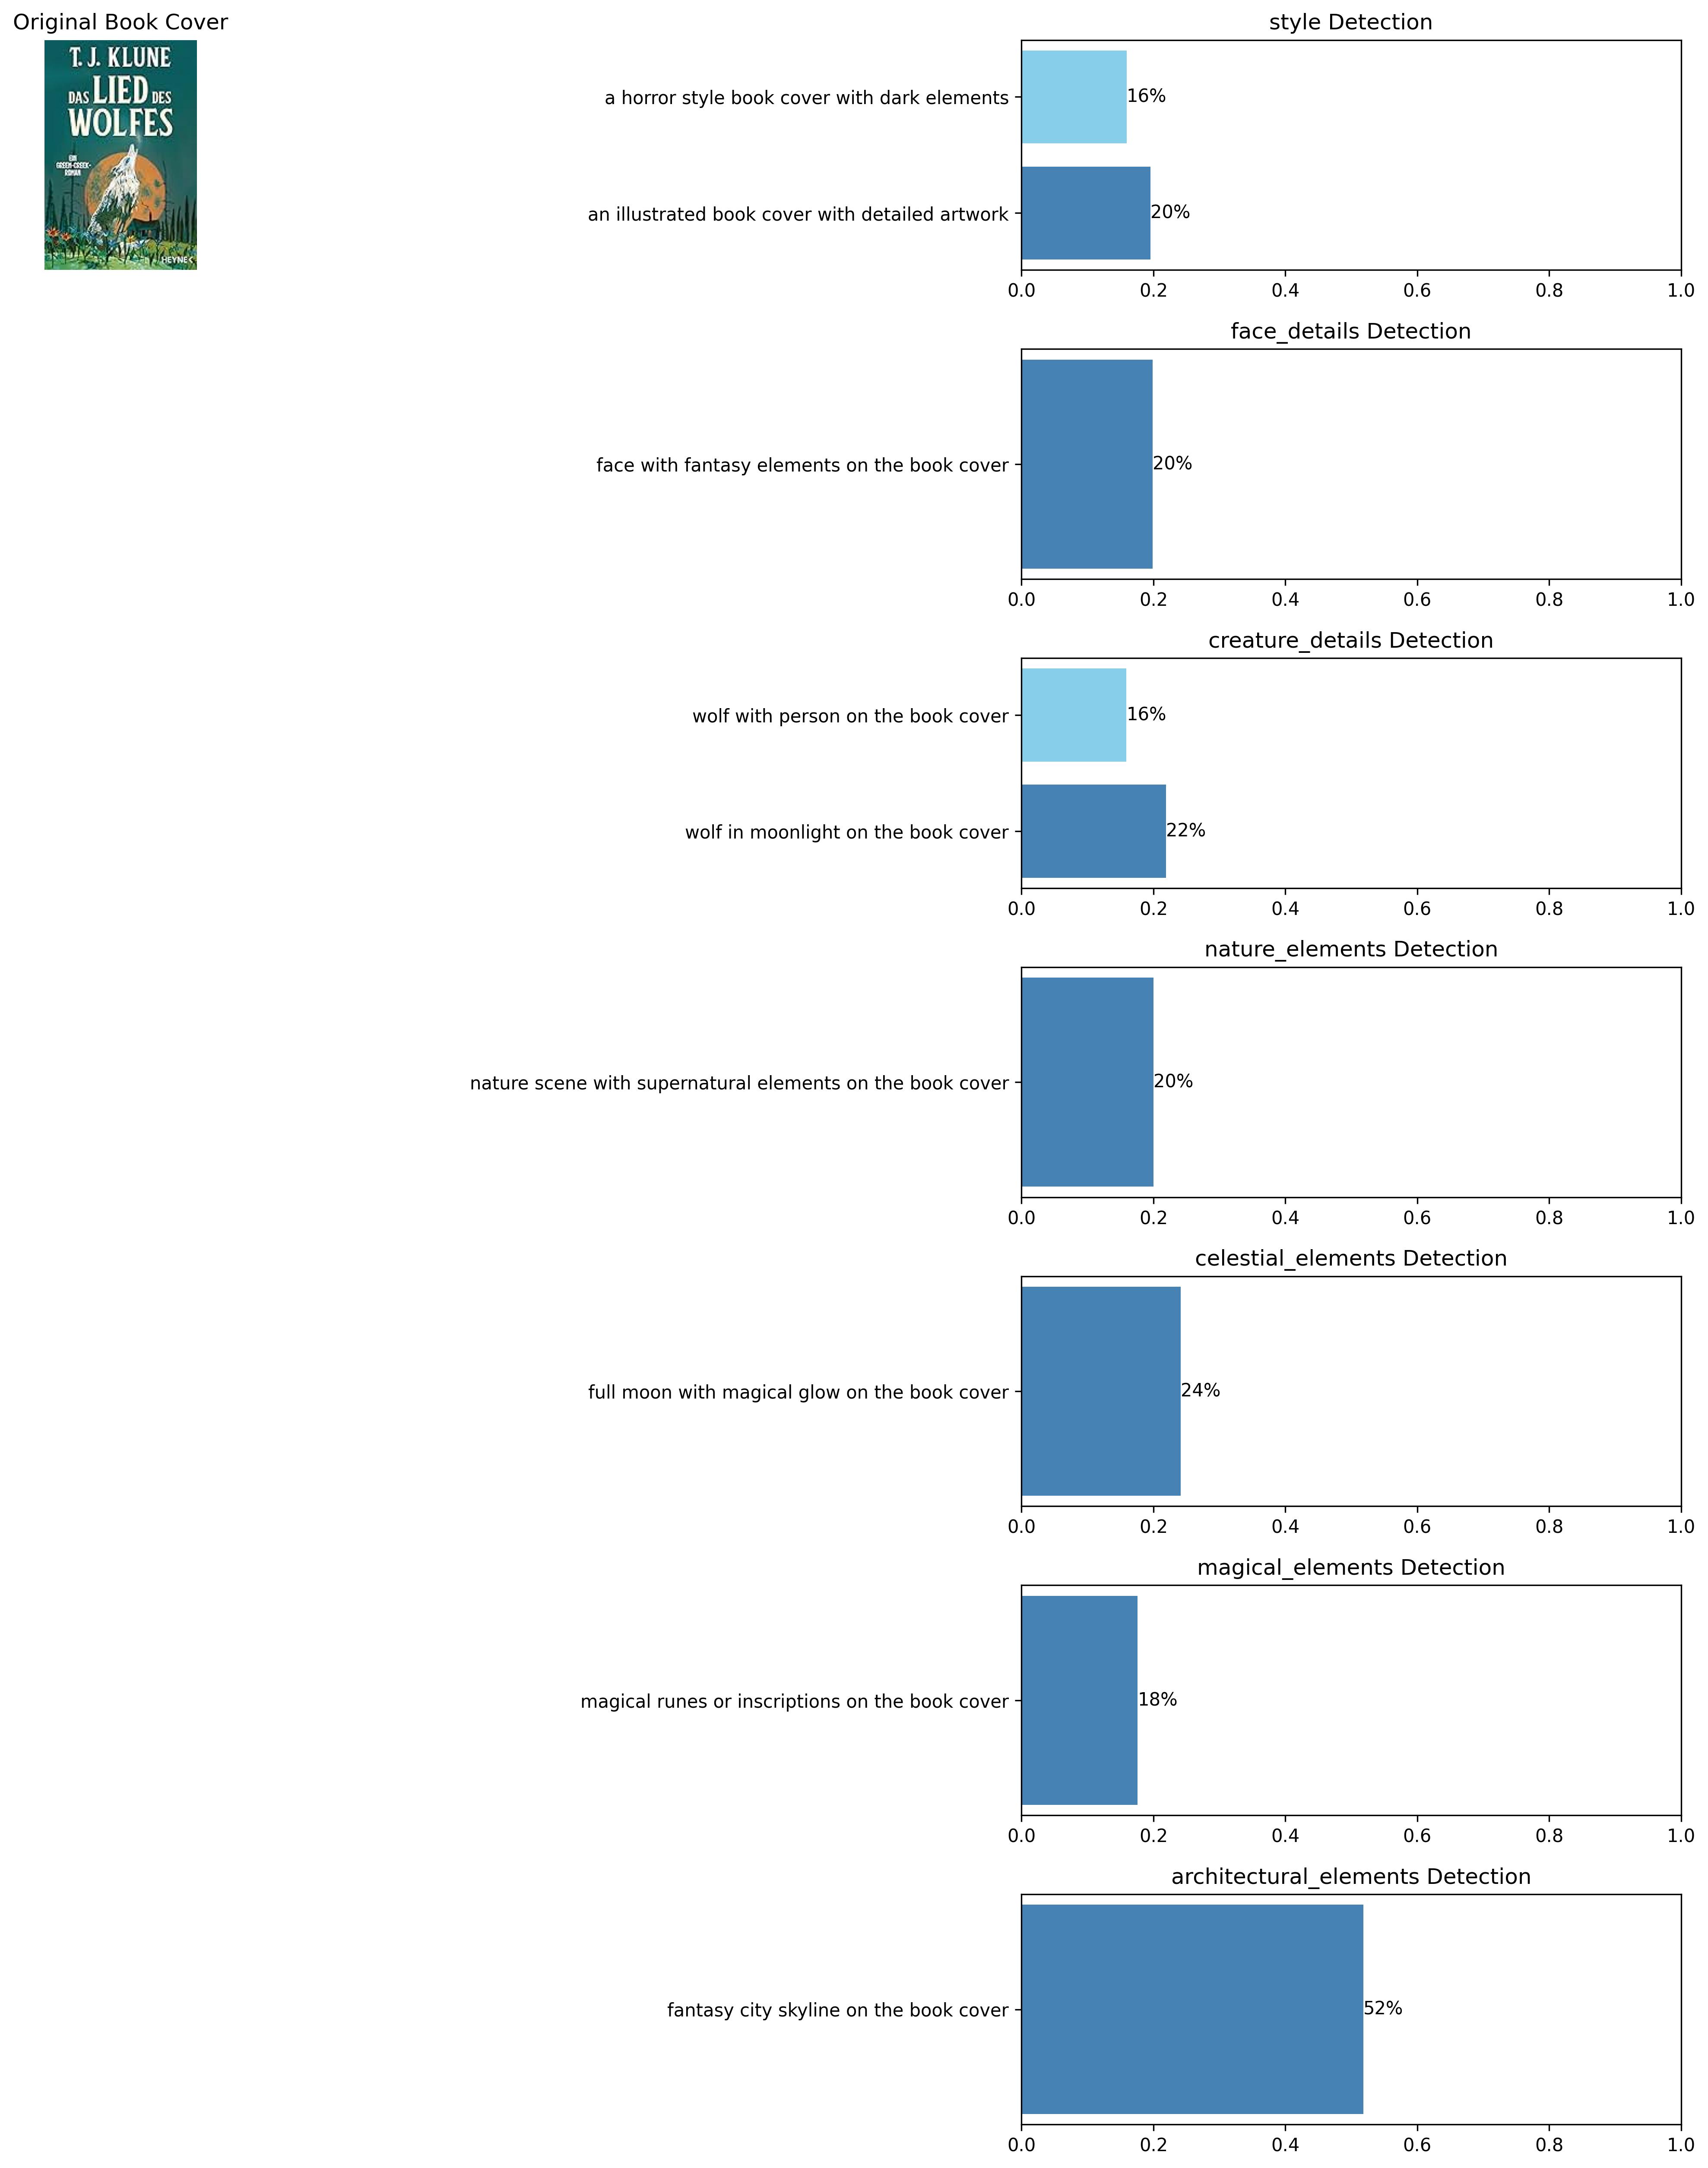 Original Book Cover
T. J. KLUNE
DAS LIED DES
WOLFES
EIN
GREEN-CREEK-
ROMAN
HEYNE
style Detection
a horror style book cover with dark elements
16%
an illustrated book cover with detailed artwork
20%
0.0 0.2 0.4 0.6 0.8 1.0
face_details Detection
face with fantasy elements on the book cover
20%
0.0 0.2 0.4 0.6 0.8 1.0
creature_details Detection
wolf with person on the book cover
16%
wolf in moonlight on the book cover
22%
0.0 0.2 0.4 0.6 0.8 1.0
nature_elements Detection
nature scene with supernatural elements on the book cover
20%
0.0 0.2 0.4 0.6 0.8 1.0
celestial_elements Detection
full moon with magical glow on the book cover
24%
0.0 0.2 0.4 0.6 0.8 1.0
magical_elements Detection
magical runes or inscriptions on the book cover
18%
0.0 0.2 0.4 0.6 0.8 1.0
architectural_elements Detection
fantasy city skyline on the book cover
52%
0.0 0.2 0.4 0.6 0.8 1.0